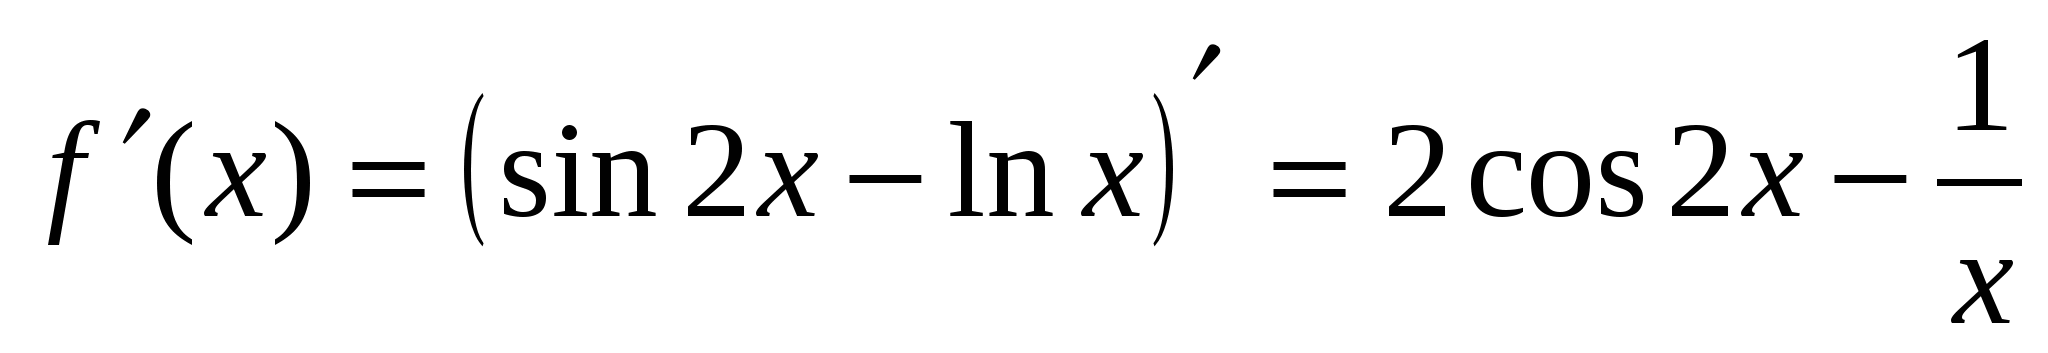 f′(x) = (sin 2x − ln x)′ = 2 cos 2x − 1/x